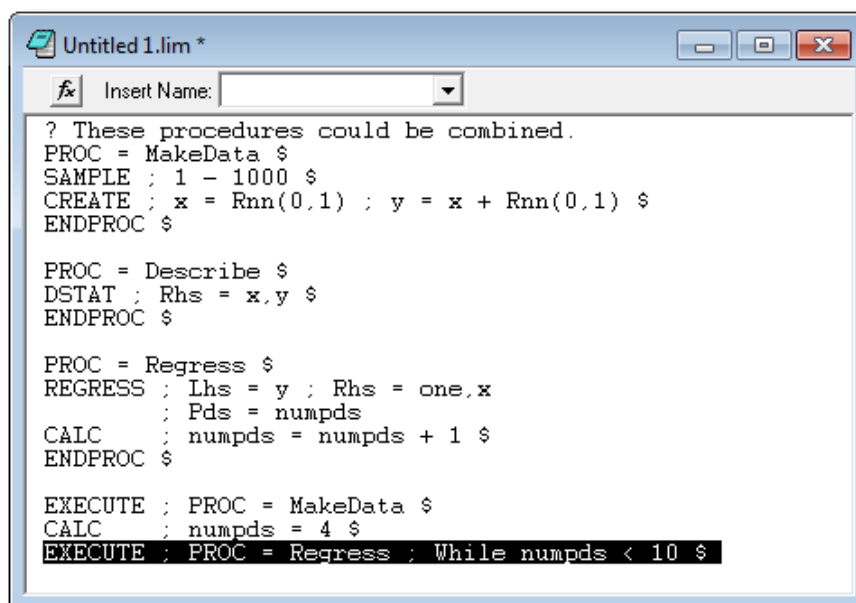 Untitled 1.lim *
fx Insert Name:
? These procedures could be combined.
PROC = MakeData $
SAMPLE ; 1 - 1000 $
CREATE ; x = Rnn(0,1) ; y = x + Rnn(0,1) $
ENDPROC $
PROC = Describe $
DSTAT ; Rhs = x,y $
ENDPROC $
PROC = Regress $
REGRESS ; Lhs = y ; Rhs = one,x
; Pds = numpds
CALC ; numpds = numpds + 1 $
ENDPROC $
EXECUTE ; PROC = MakeData $
CALC ; numpds = 4 $
EXECUTE ; PROC = Regress ; While numpds < 10 $